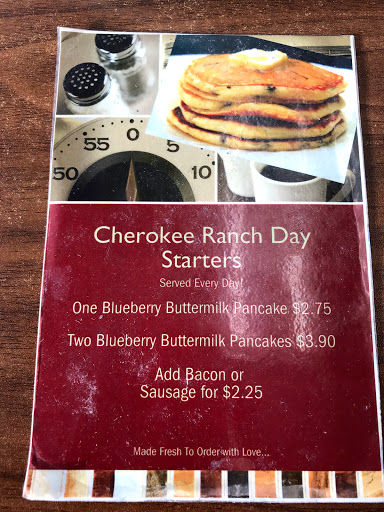 55 0 5
50 10
Cherokee Ranch Day
Starters
Served Every Day!
One Blueberry Buttermilk Pancake $2.75
Two Blueberry Buttermilk Pancakes $3.90
Add Bacon or
Sausage for $2.25
Made Fresh To Order with Love...